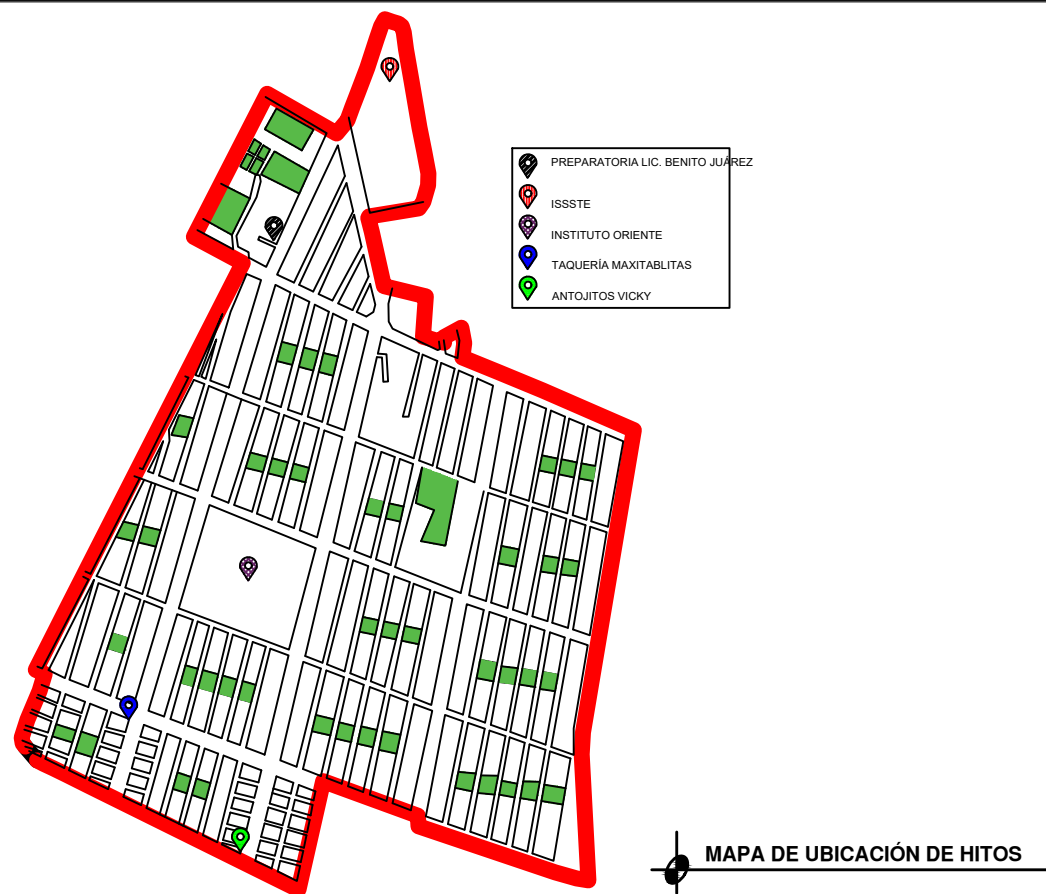 PREPARATORIA LIC. BENITO JUÁREZ
ISSSTE
INSTITUTO ORIENTE
TAQUERÍA MAXITABLITAS
ANTOJITOS VICKY
MAPA DE UBICACIÓN DE HITOS